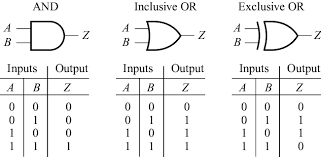 AND Inclusive OR Exclusive OR
A Z A Z A Z
B B B
Inputs Output Inputs Output Inputs Output
A B Z A B Z A B Z
0 0 0 0 0 0 0 0 0
0 1 0 0 1 1 0 1 1
1 0 0 1 0 1 1 0 1
1 1 1 1 1 1 1 1 0